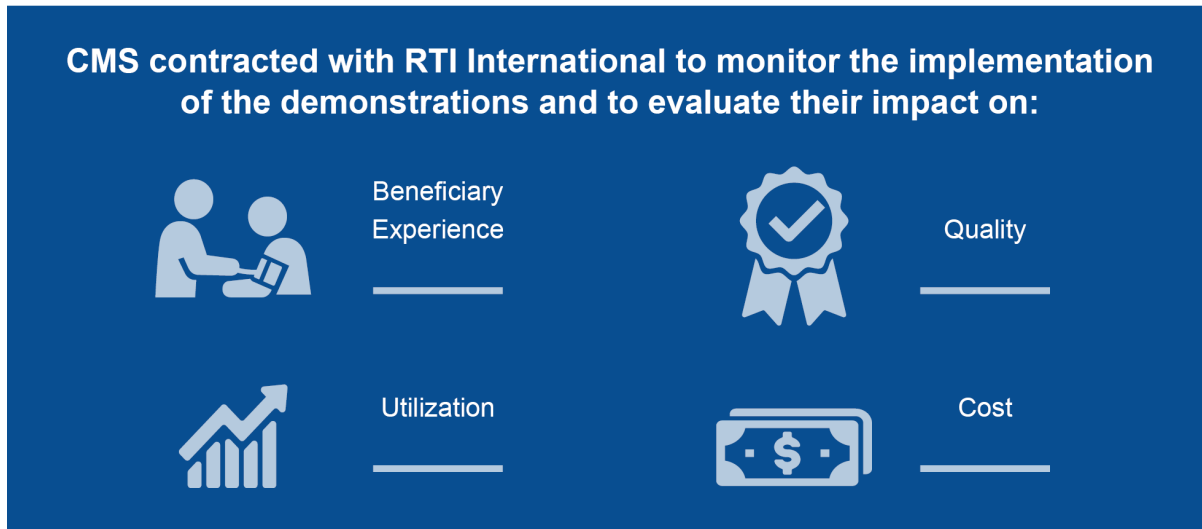 CMS contracted with RTI International to monitor the implementation
of the demonstrations and to evaluate their impact on:
Beneficiary
Experience
Quality
Utilization
Cost
$